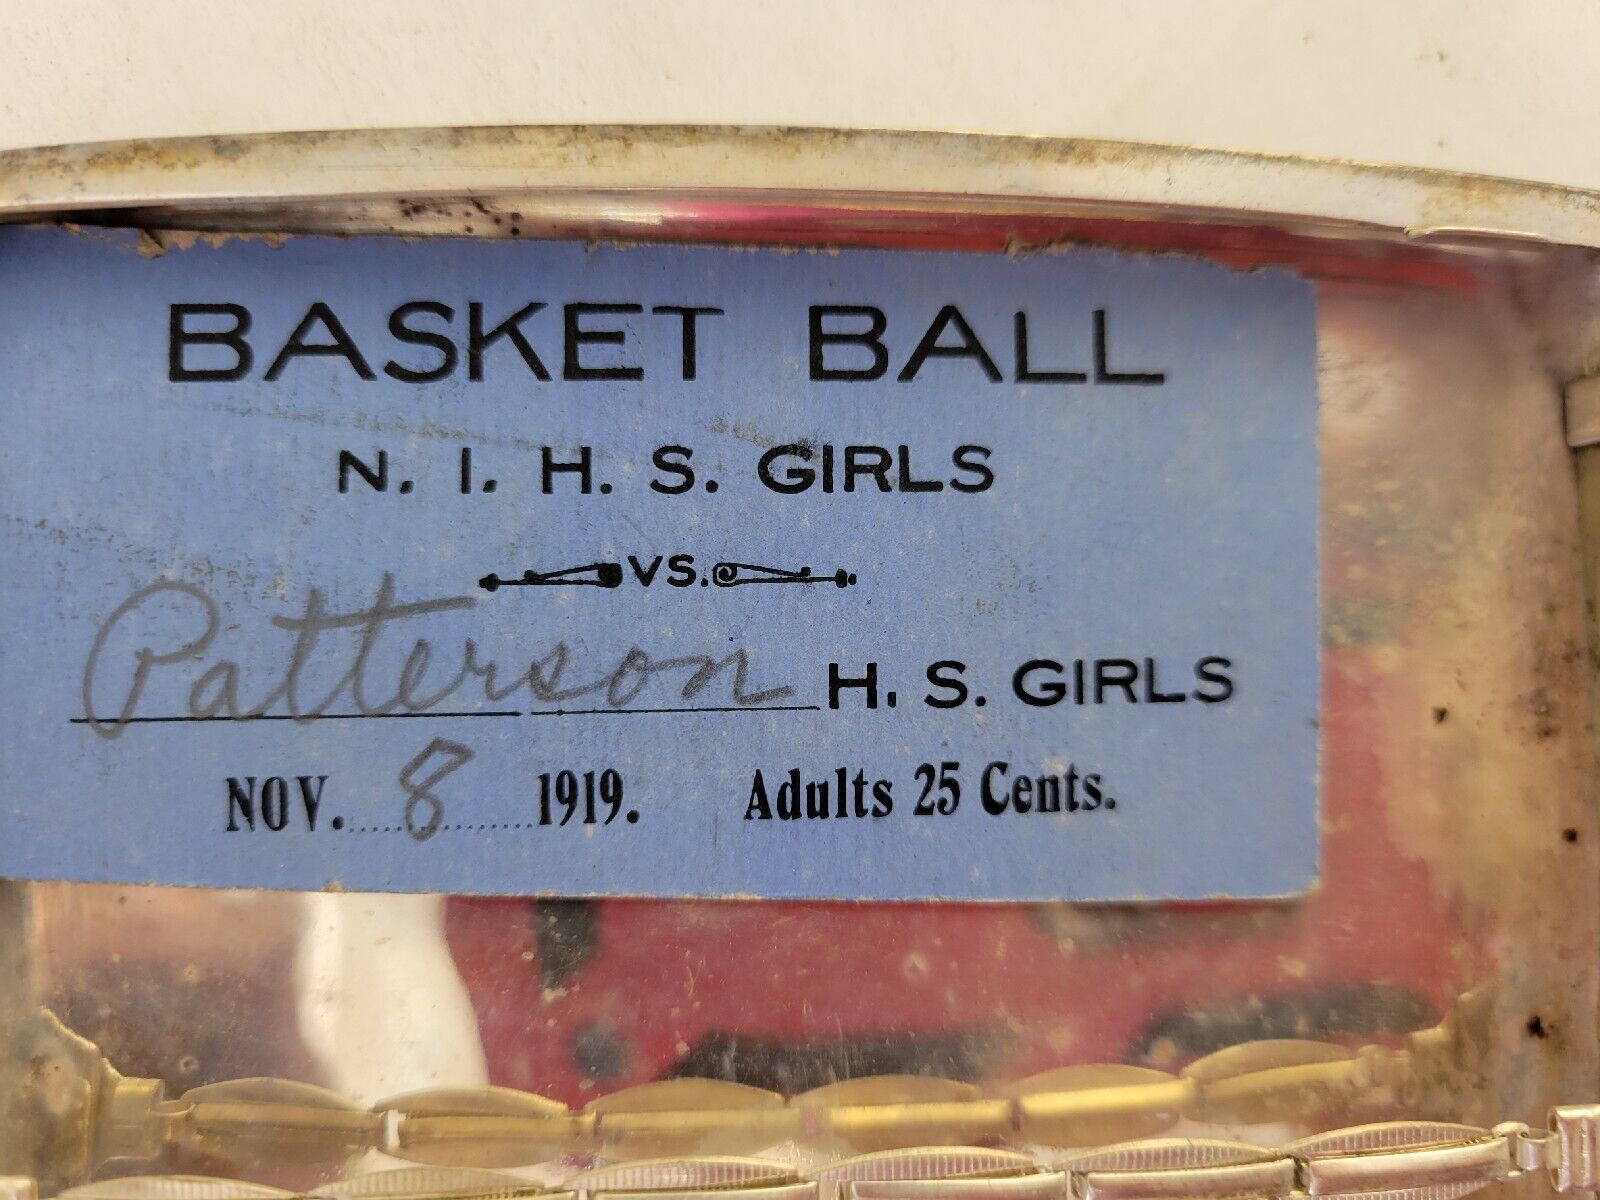 BASKET BALL
N. I. H. S. GIRLS
VS.
Patterson H. S. GIRLS
NOV. 8 1919. Adults 25 Cents.